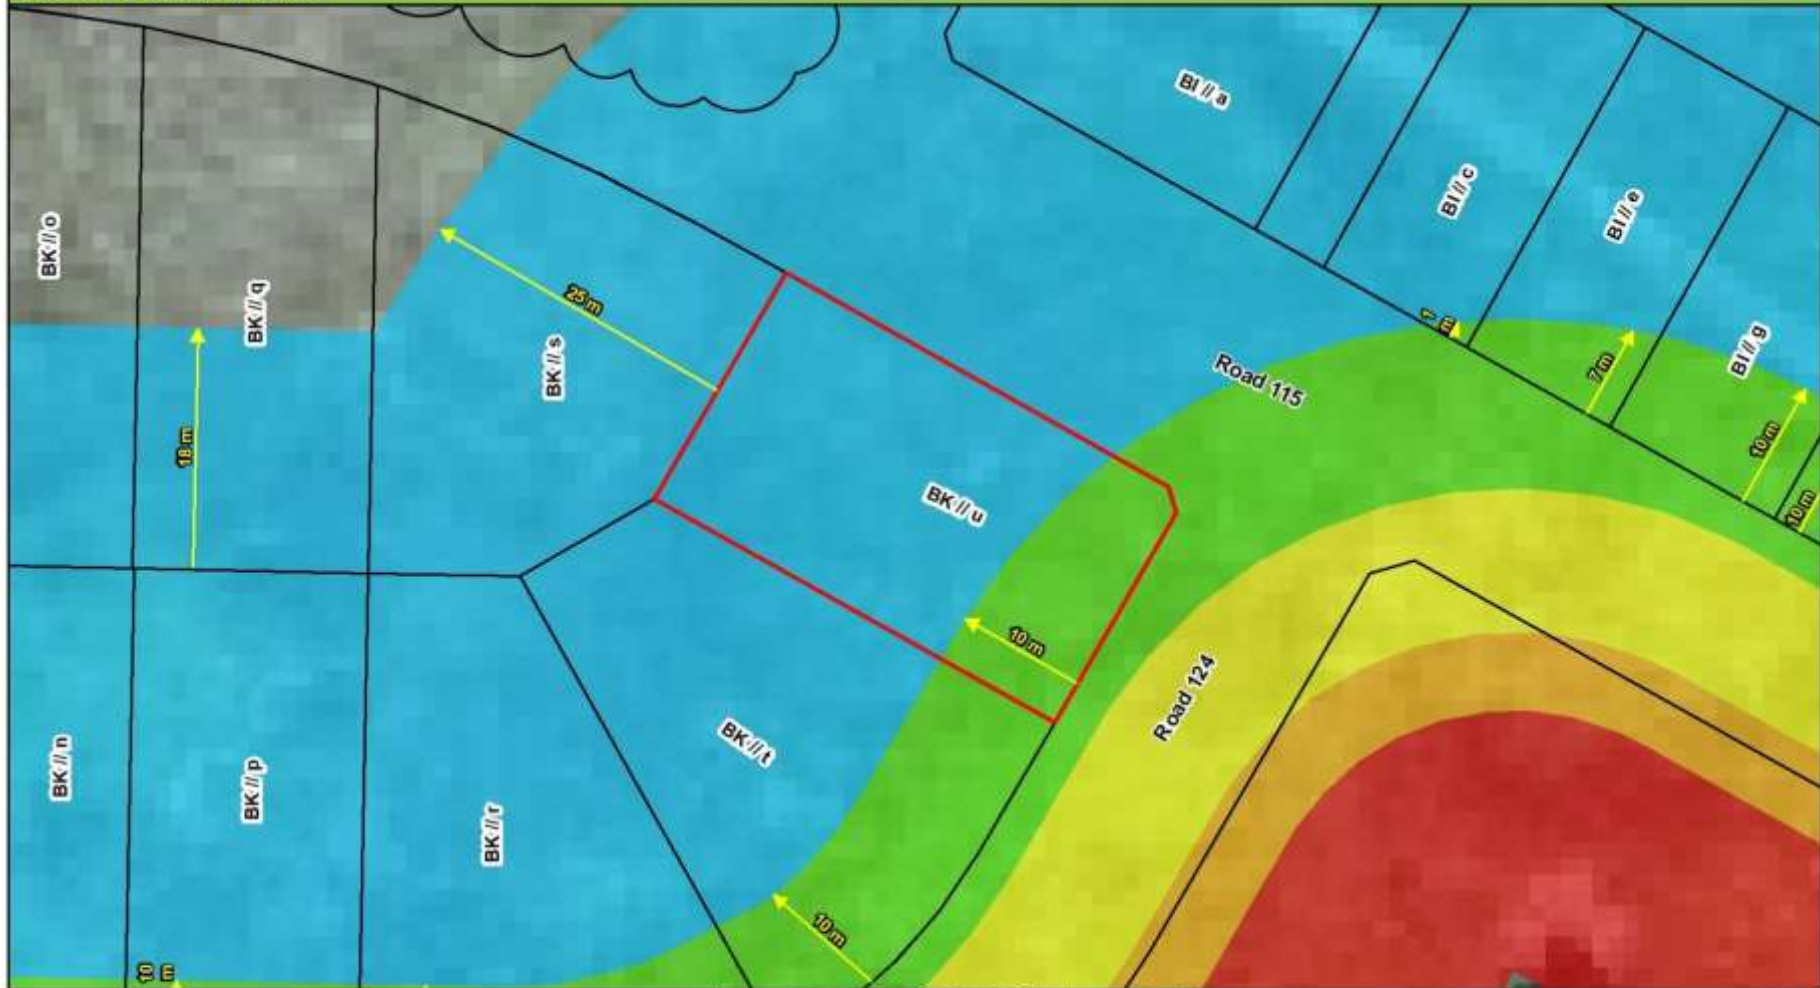 BI // a
BI // c
BI // e
BK // o
BK // q
25 m
1
m
BI // g
BK // s
7 m
Road 115
18 m
10 m
BK // u
10 m
10 m
Road 124
BK // t
BK // n
BK // p
BK // r
10 m
10
m